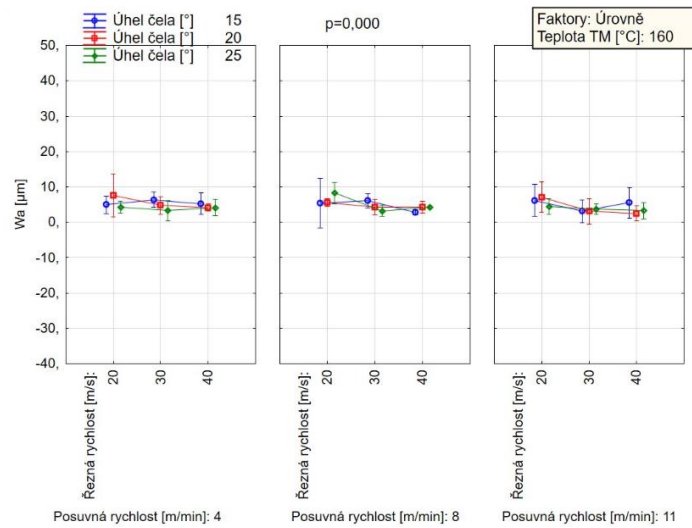 Úhel čela [°] 15
Úhel čela [°] 20
Úhel čela [°] 25
p=0,000
Faktory: Úrovně
Teplota TM [°C]: 160
Wa [µm]
50,
40,
30,
20,
10,
0,
-10,
-20,
-30,
-40,
Řezná rychlost [m/s]: 20 30 40
Řezná rychlost [m/s]: 20 30 40
Řezná rychlost [m/s]: 20 30 40
Posuvná rychlost [m/min]: 4
Posuvná rychlost [m/min]: 8
Posuvná rychlost [m/min]: 11